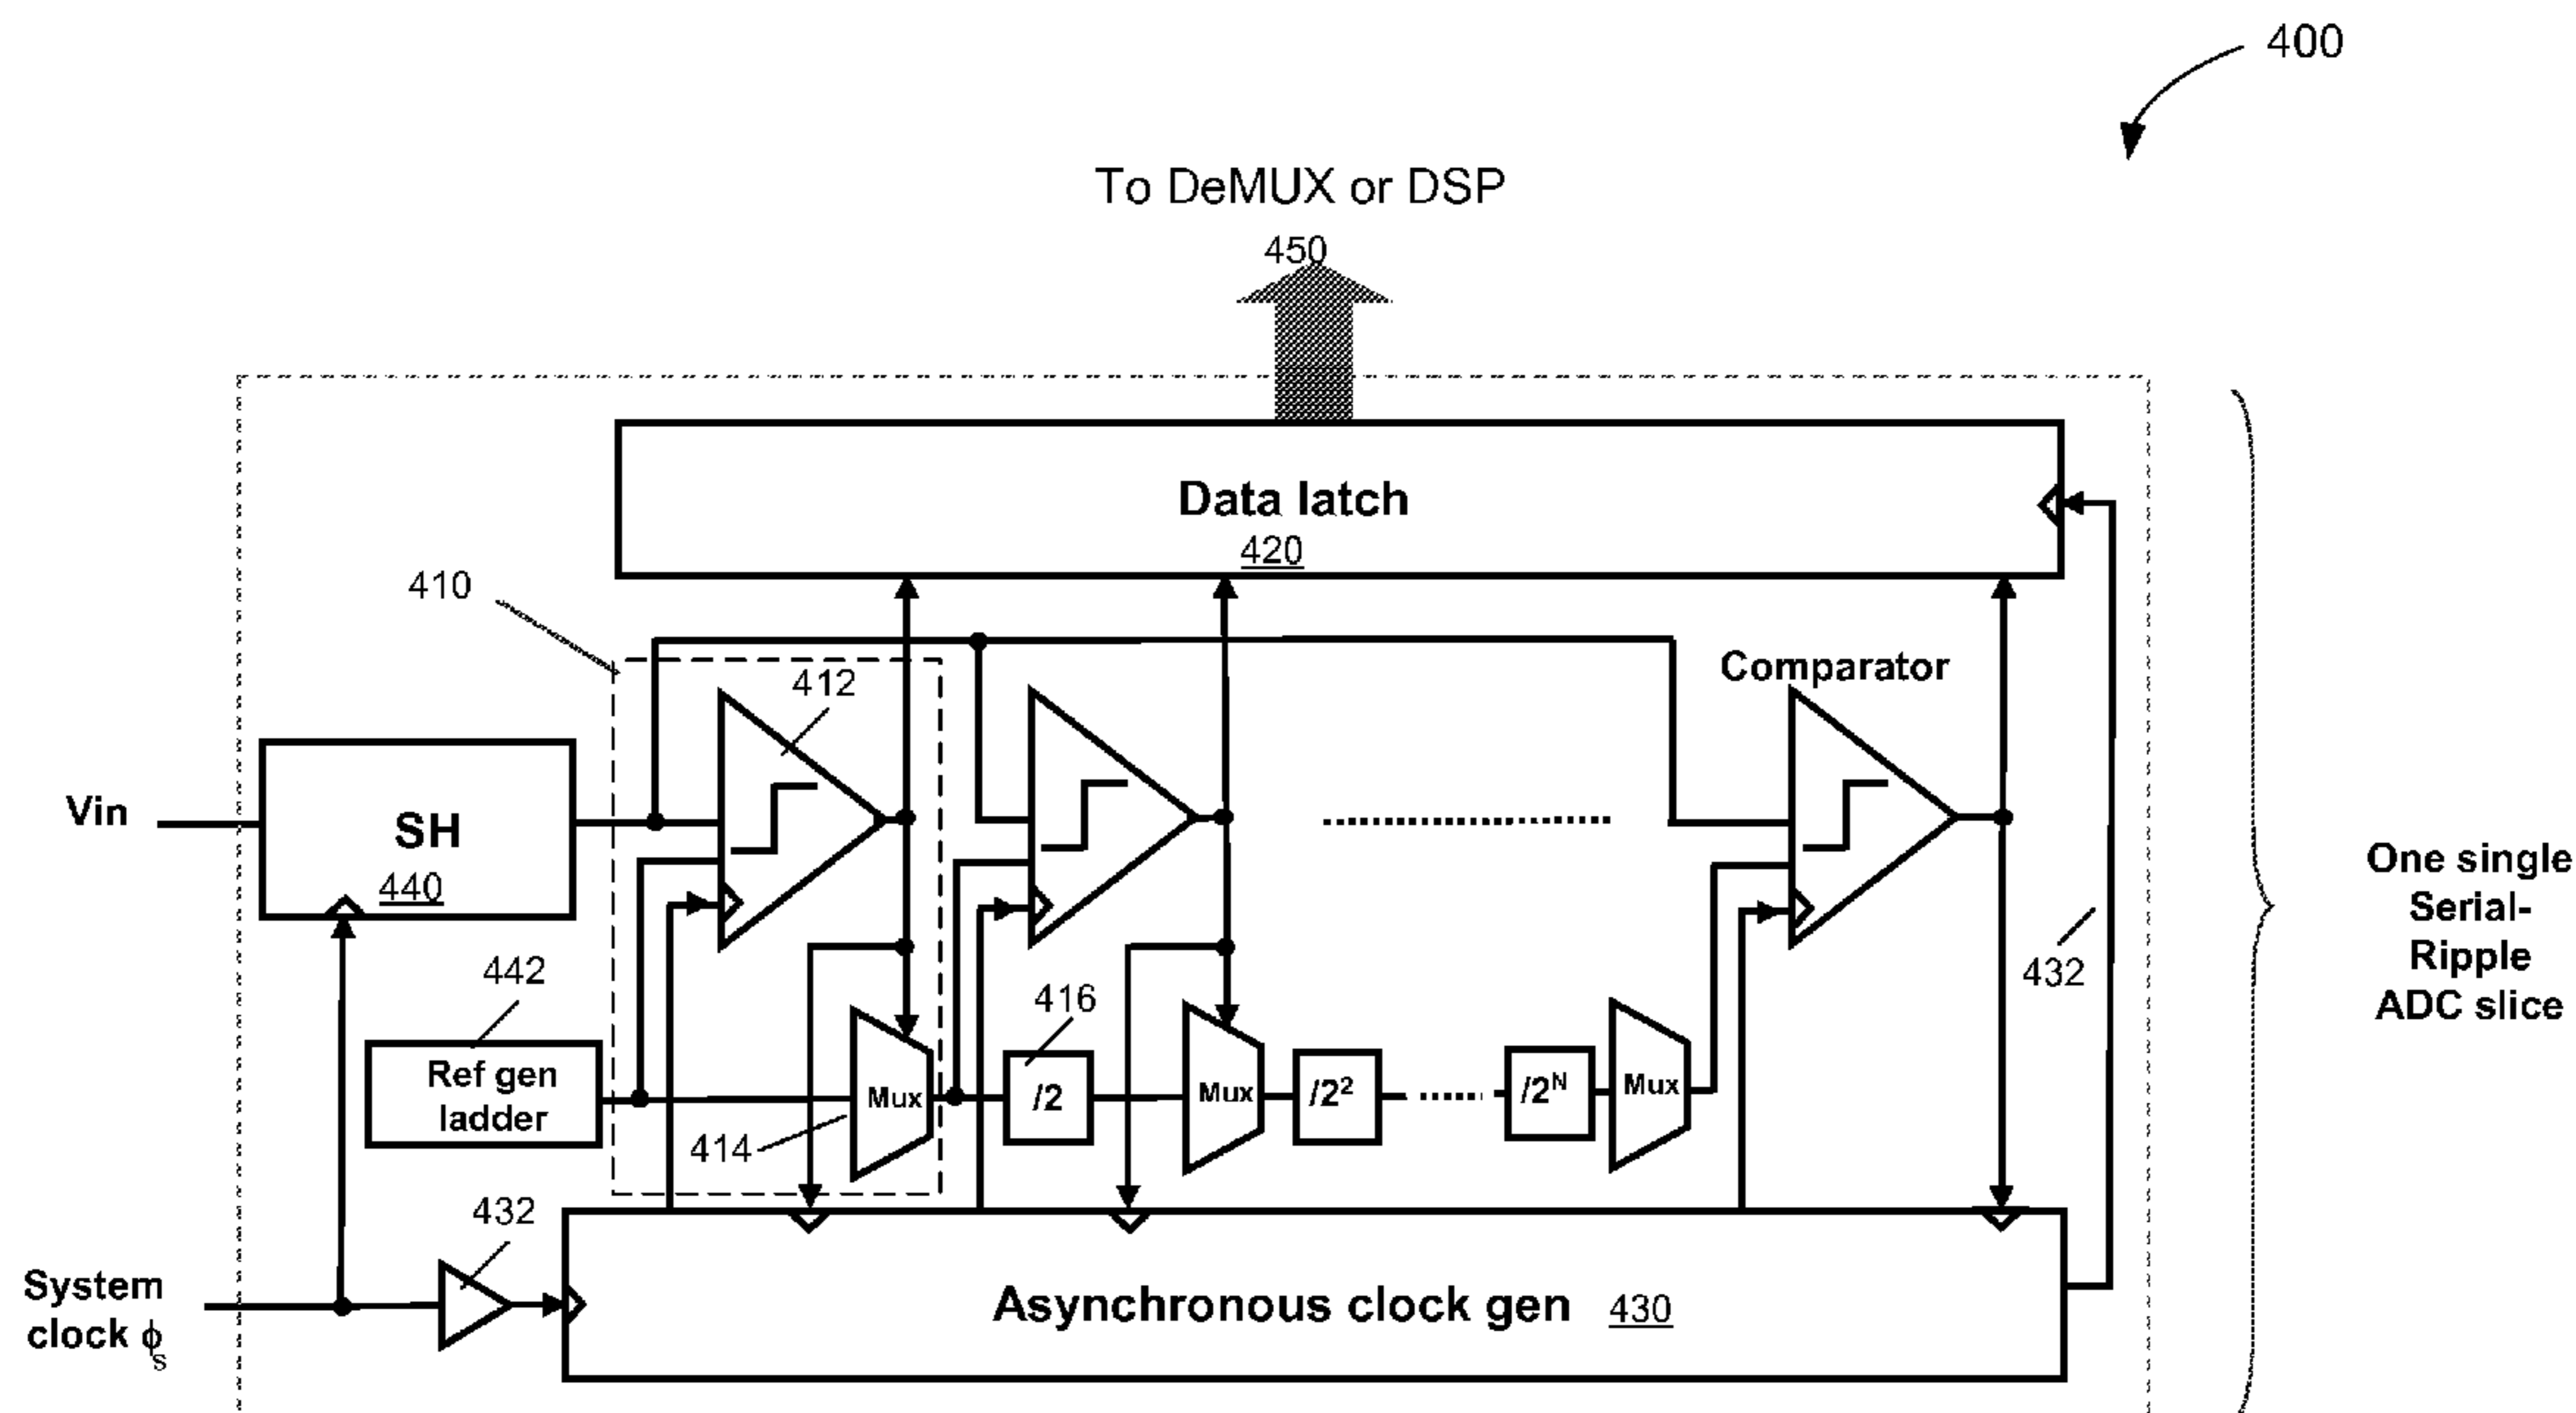 400
To DeMUX or DSP
450
Data latch
420
410
412
Comparator
Vin
SH
440
442
Ref gen
ladder
414
Mux
416
/2
Mux
/2²
/2ᴺ
Mux
432
One single
Serial-
Ripple
ADC slice
System
clock ϕs
432
Asynchronous clock gen 430